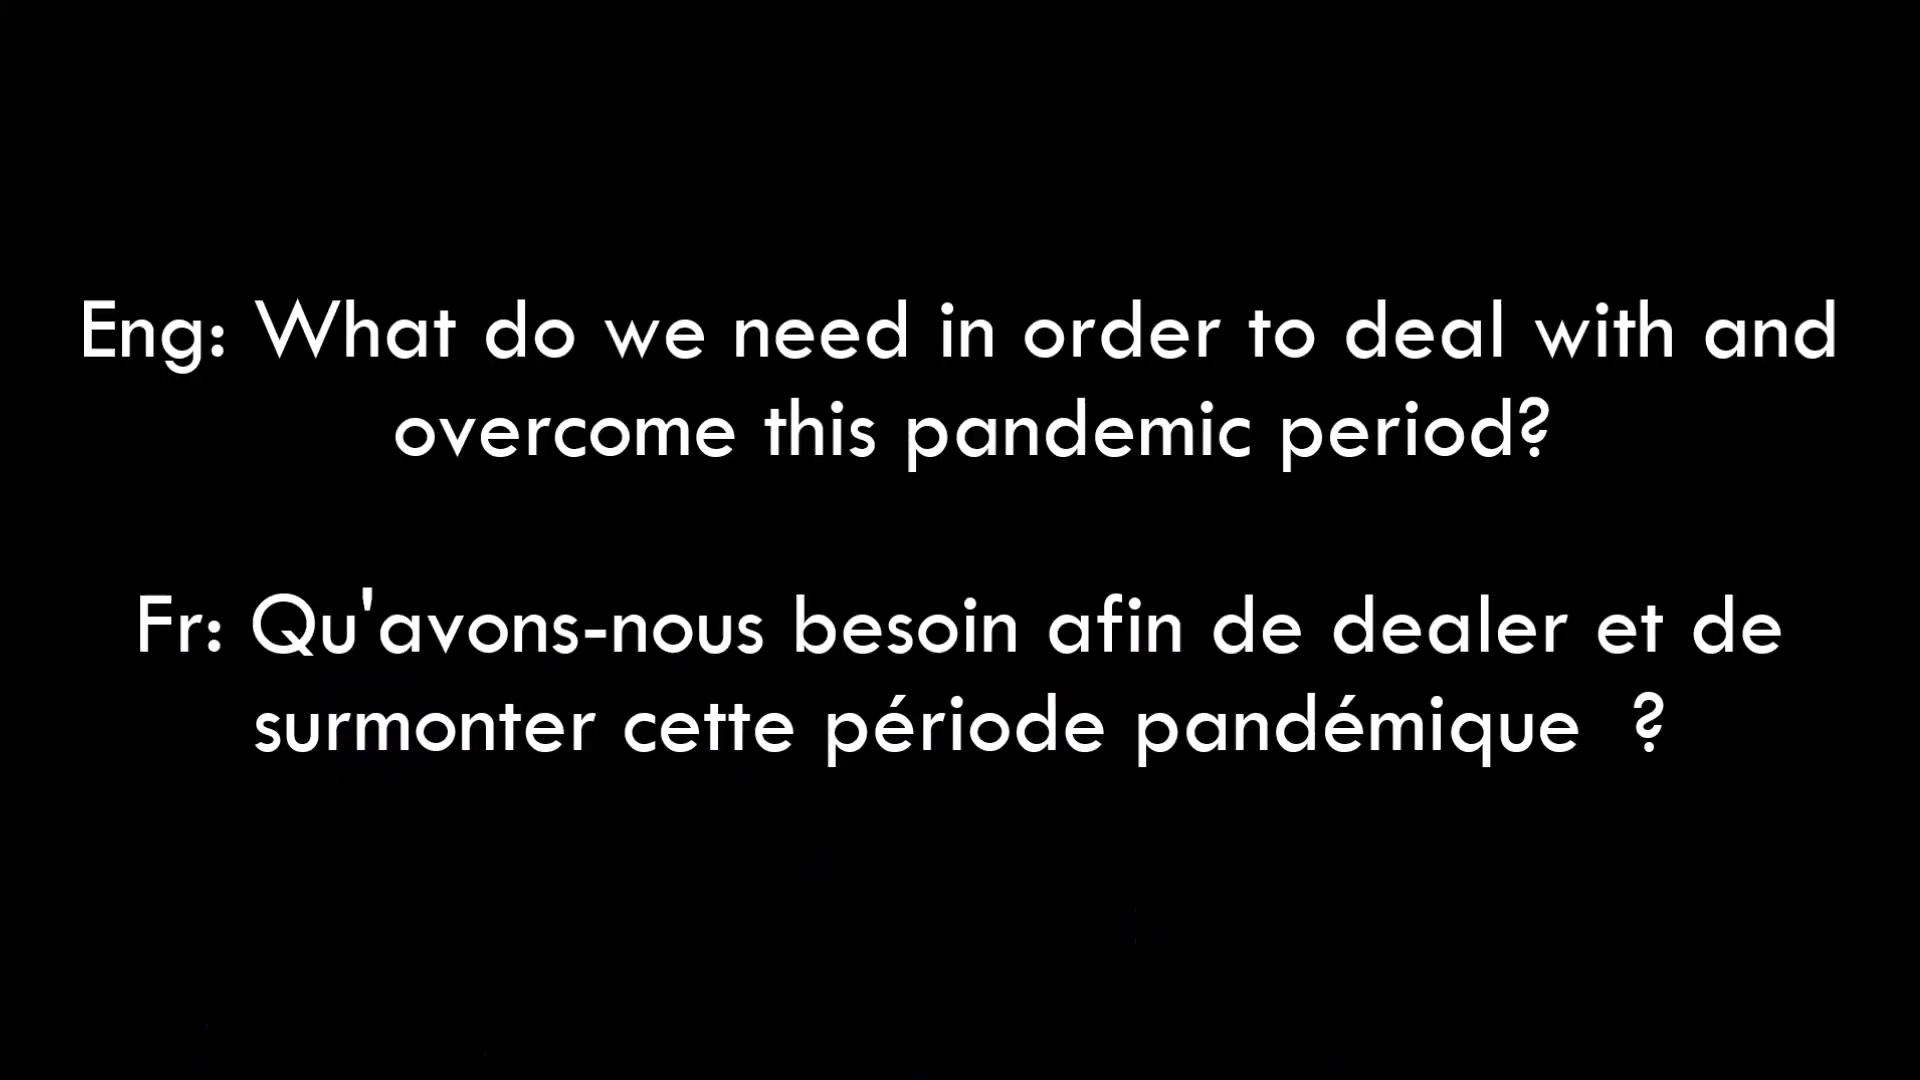 Eng: What do we need in order to deal with and
overcome this pandemic period?
Fr: Qu'avons-nous besoin afin de dealer et de
surmonter cette période pandémique  ?